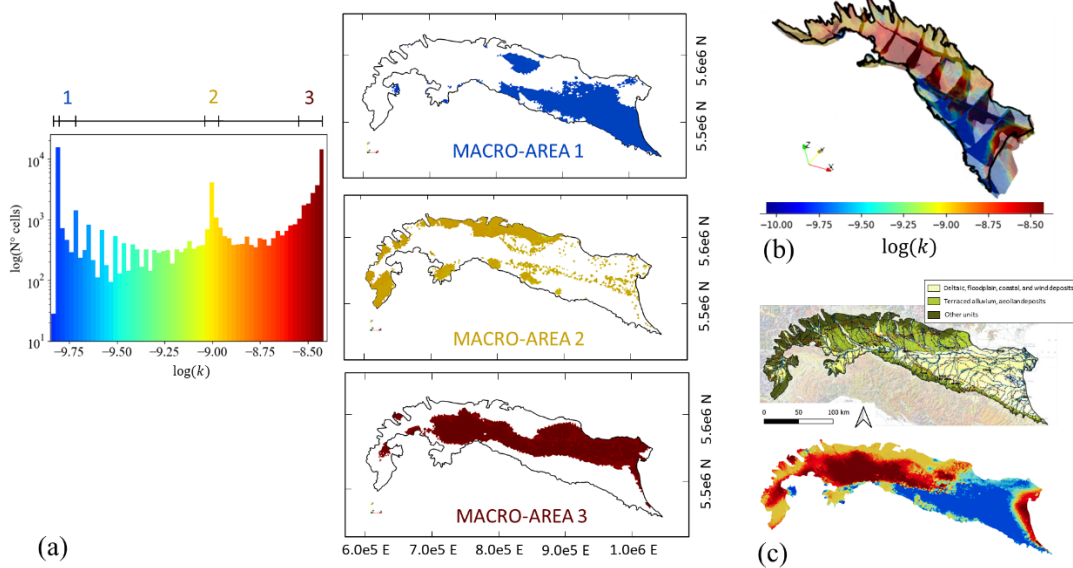 1
2
3
log(N° cells)
10⁴
10³
10²
10¹
-9.75
-9.50
-9.25
-9.00
-8.75
-8.50
log(k)
(a)
MACRO-AREA 1
5.6e6 N
5.5e6 N
MACRO-AREA 2
5.6e6 N
5.5e6 N
MACRO-AREA 3
5.6e6 N
5.5e6 N
6.0e5 E
7.0e5 E
8.0e5 E
9.0e5 E
1.0e6 E
Z
Y
X
-10.00
-9.75
-9.50
-9.25
-9.00
-8.75
-8.50
log(k)
(b)
Deltaic, floodplain, coastal, and wind deposits
Terraced alluvium, aeolian deposits
Other units
0
50
100 km
(c)